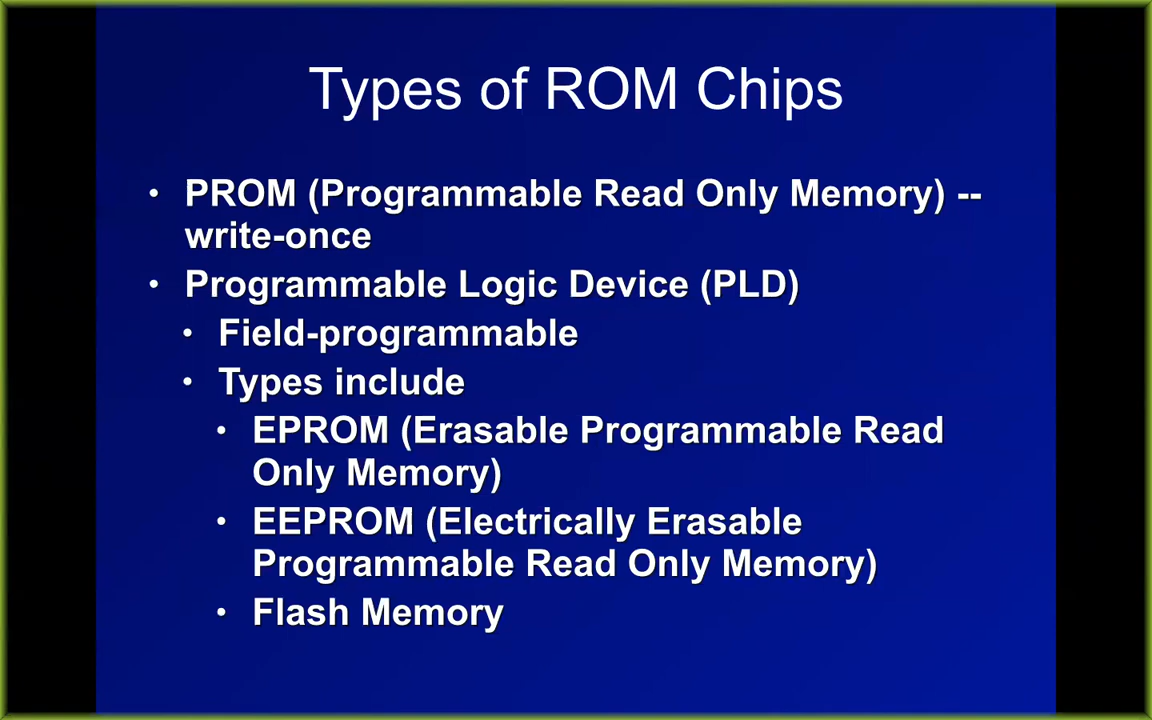 Types of ROM Chips
• PROM (Programmable Read Only Memory) --
write-once
• Programmable Logic Device (PLD)
• Field-programmable
• Types include
• EPROM (Erasable Programmable Read
Only Memory)
• EEPROM (Electrically Erasable
Programmable Read Only Memory)
• Flash Memory